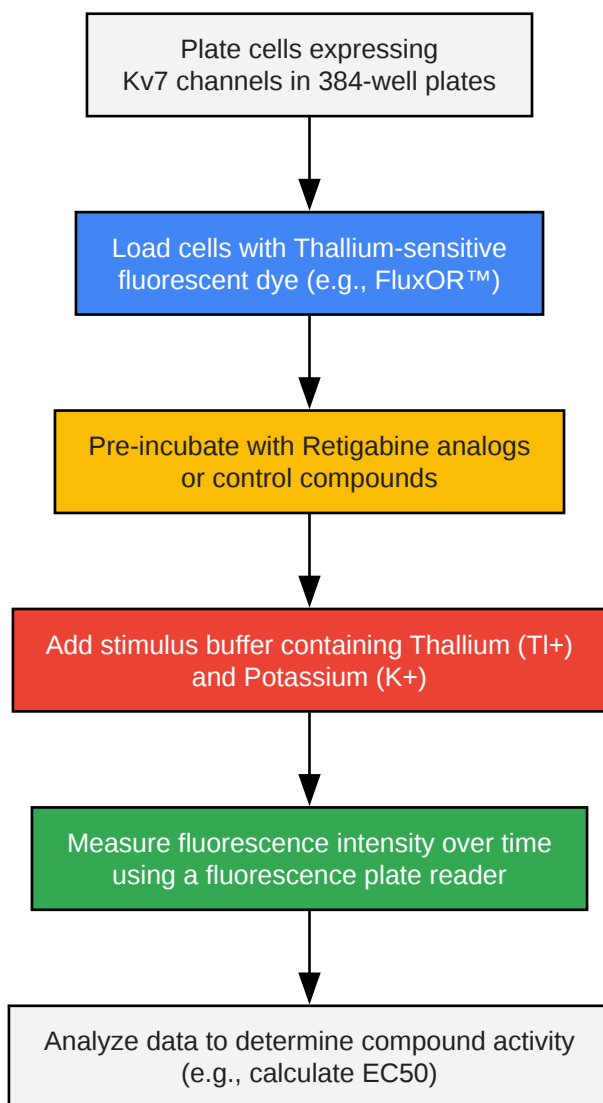 Plate cells expressing
Kv7 channels in 384-well plates
Load cells with Thallium-sensitive
fluorescent dye (e.g., FluxOR™)
Pre-incubate with Retigabine analogs
or control compounds
Add stimulus buffer containing Thallium (Tl+)
and Potassium (K+)
Measure fluorescence intensity over time
using a fluorescence plate reader
Analyze data to determine compound activity
(e.g., calculate EC50)